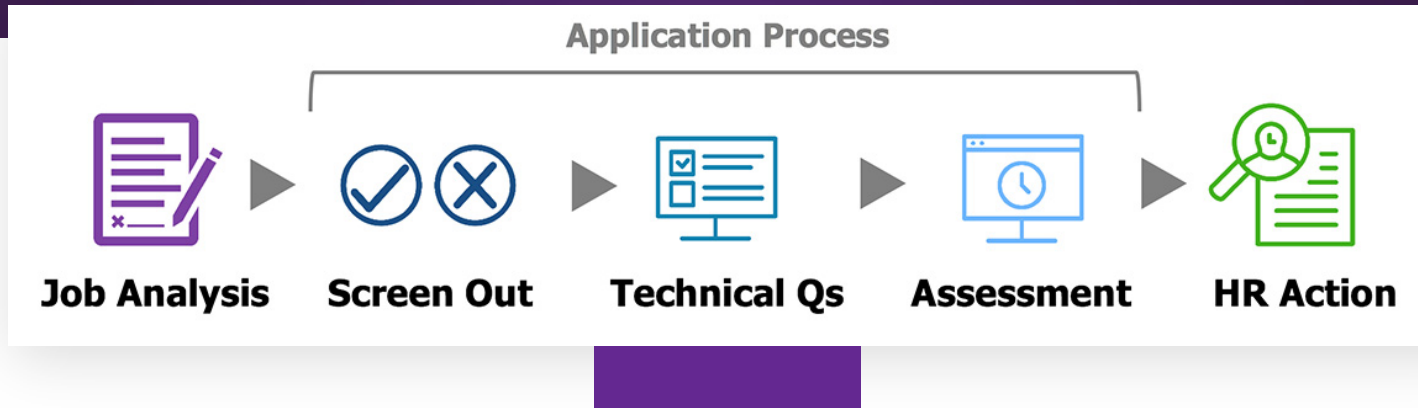 Application Process
Job Analysis
Screen Out
Technical Qs
Assessment
HR Action